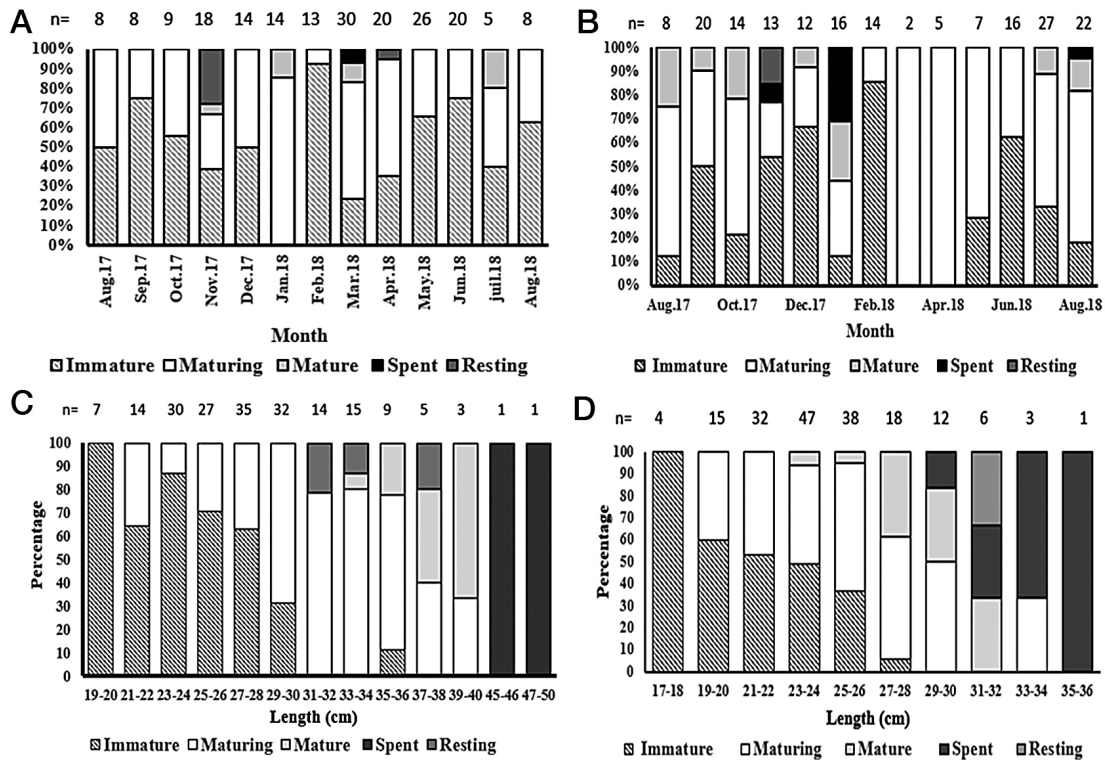 A
n= 8 8 9 18 14 14 13 30 20 26 20 5 8
100%
90%
80%
70%
60%
50%
40%
30%
20%
10%
0%
Aug.17 Sep.17 Oct.17 Nov.17 Dec.17 Jan.18 Feb.18 Mar.18 Apr.18 May.18 Jun.18 juil.18 Aug.18
Month
Immature Maturing Mature Spent Resting
B
n= 8 20 14 13 12 16 14 2 5 7 16 27 22
100%
90%
80%
70%
60%
50%
40%
30%
20%
10%
0%
Aug.17 Oct.17 Dec.17 Feb.18 Apr.18 Jun.18 Aug.18
Month
Immature Maturing Mature Spent Resting
C
n= 7 14 30 27 35 32 14 15 9 5 3 1 1
Percentage
100
90
80
70
60
50
40
30
20
10
0
19-20 21-22 23-24 25-26 27-28 29-30 31-32 33-34 35-36 37-38 39-40 45-46 47-50
Length (cm)
Immature Maturing Mature Spent Resting
D
n= 4 15 32 47 38 18 12 6 3 1
Percentage
100
90
80
70
60
50
40
30
20
10
0
17-18 19-20 21-22 23-24 25-26 27-28 29-30 31-32 33-34 35-36
Length (cm)
Immature Maturing Mature Spent Resting